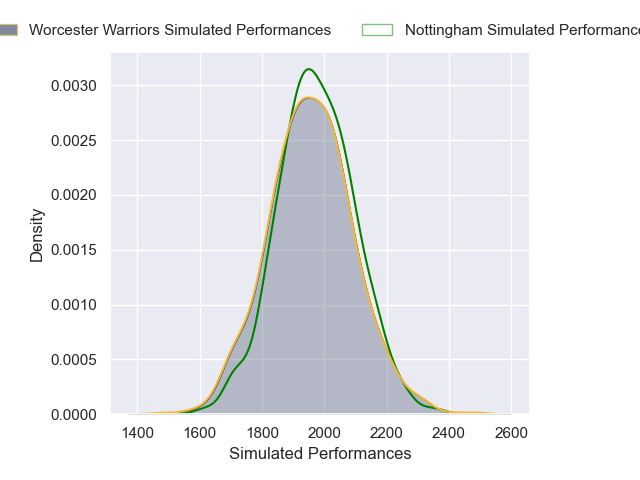 Worcester Warriors Simulated Performances
Nottingham Simulated Performanc
0.0030
0.0025
0.0020
0.0015
0.0010
0.0005
0.0000
Density
1400 1600 1800 2000 2200 2400 2600
Simulated Performances